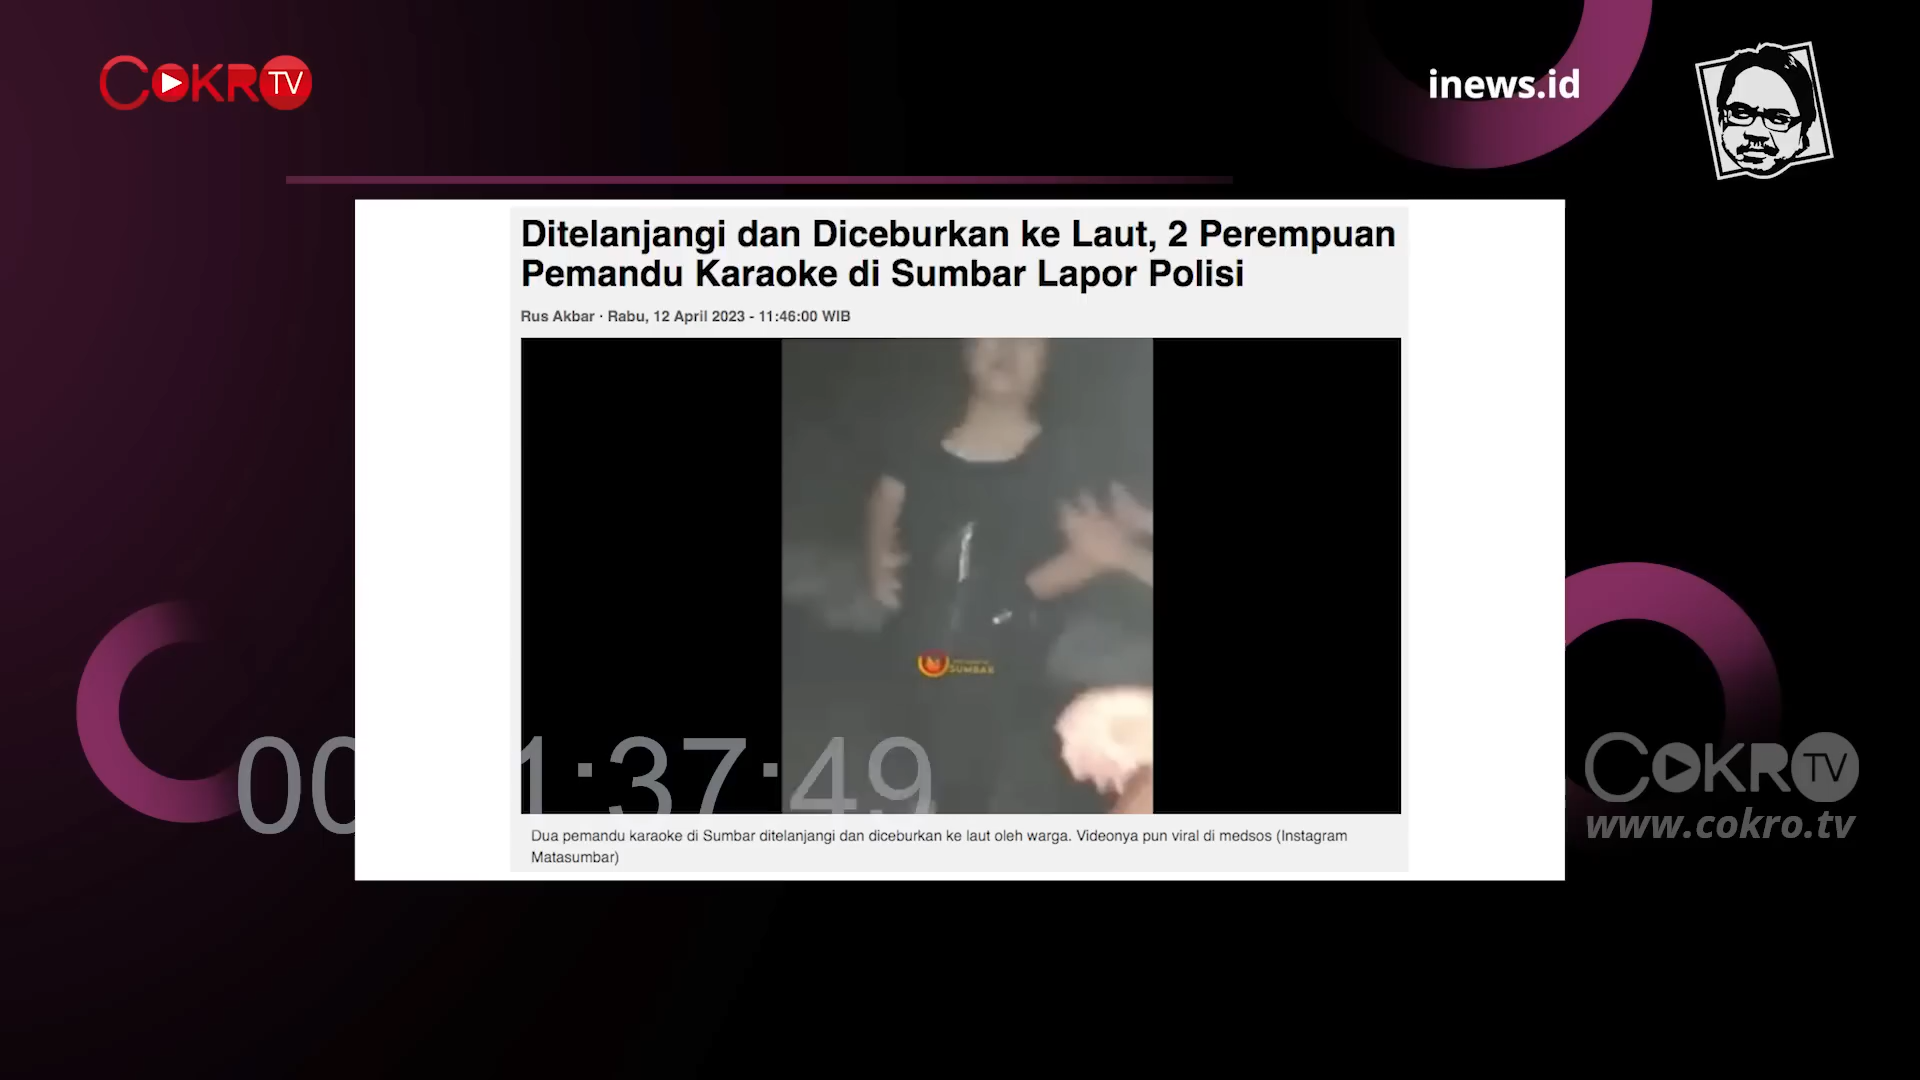 COKRO TV
inews.id
Ditelanjangi dan Diceburkan ke Laut, 2 Perempuan
Pemandu Karaoke di Sumbar Lapor Polisi
Rus Akbar · Rabu, 12 April 2023 - 11:46:00 WIB
SUMBAR
1:37:49
Dua pemandu karaoke di Sumbar ditelanjangi dan diceburkan ke laut oleh warga. Videonya pun viral di medsos (Instagram
Matasumbar)
COKRO TV
www.cokro.tv